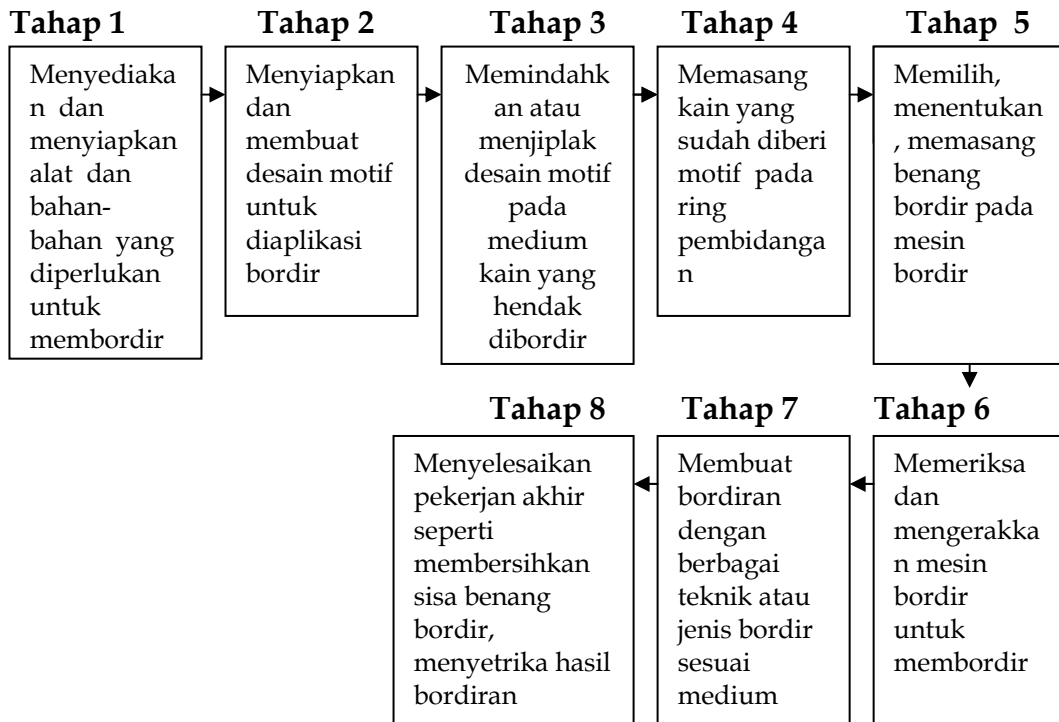 Tahap 1
Menyediaka
n dan
menyiapkan
alat dan
bahan-
bahan yang
diperlukan
untuk
membordir
Tahap 2
Menyiapkan
dan
membuat
desain motif
untuk
diaplikasi
bordir
Tahap 3
Memindahk
an atau
menjiplak
desain motif
pada
medium
kain yang
hendak
dibordir
Tahap 4
Memasang
kain yang
sudah diberi
motif pada
ring
pembidanga
n
Tahap 5
Memilih,
menentukan
, memasang
benang
bordir pada
mesin
bordir
Tahap 6
Memeriksa
dan
mengerakka
n mesin
bordir
untuk
membordir
Tahap 7
Membuat
bordiran
dengan
berbagai
teknik atau
jenis bordir
sesuai
medium
Tahap 8
Menyelesaikan
pekerjan akhir
seperti
membersihkan
sisa benang
bordir,
menyetrika hasil
bordiran